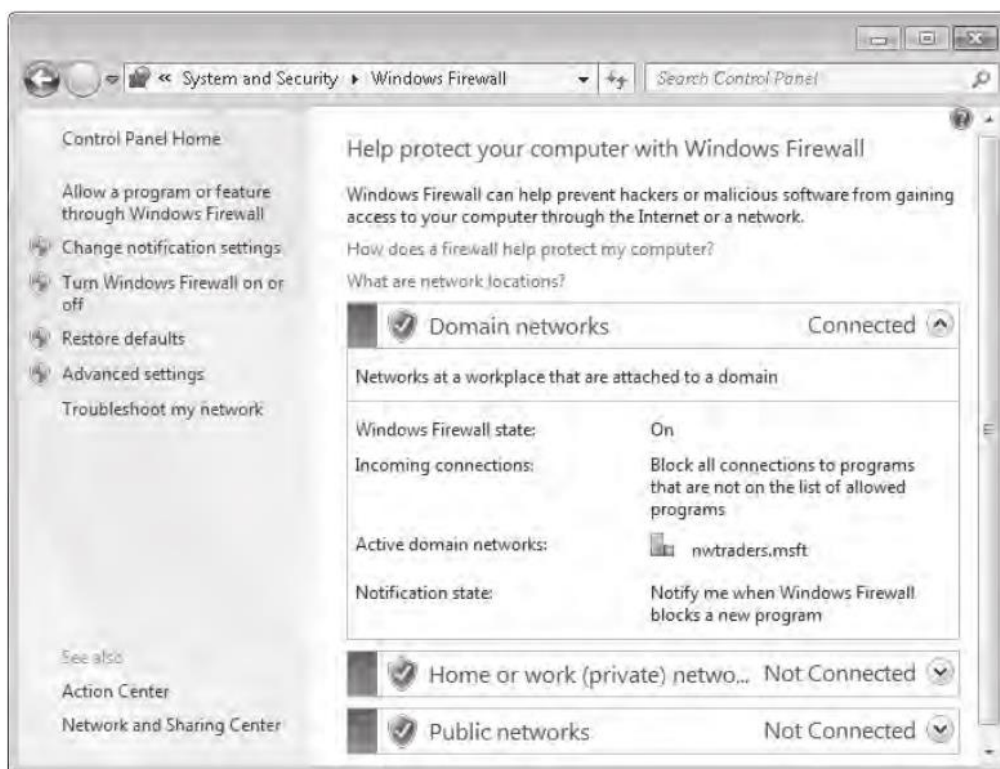 « System and Security ▸ Windows Firewall
Search Control Panel
Control Panel Home
Allow a program or feature
through Windows Firewall
Change notification settings
Turn Windows Firewall on or
off
Restore defaults
Advanced settings
Troubleshoot my network
See also
Action Center
Network and Sharing Center
Help protect your computer with Windows Firewall
Windows Firewall can help prevent hackers or malicious software from gaining
access to your computer through the Internet or a network.
How does a firewall help protect my computer?
What are network locations?
Domain networks Connected
Networks at a workplace that are attached to a domain
Windows Firewall state: On
Incoming connections: Block all connections to programs
that are not on the list of allowed
programs
Active domain networks: nwtraders.msft
Notification state: Notify me when Windows Firewall
blocks a new program
Home or work (private) netwo... Not Connected
Public networks Not Connected